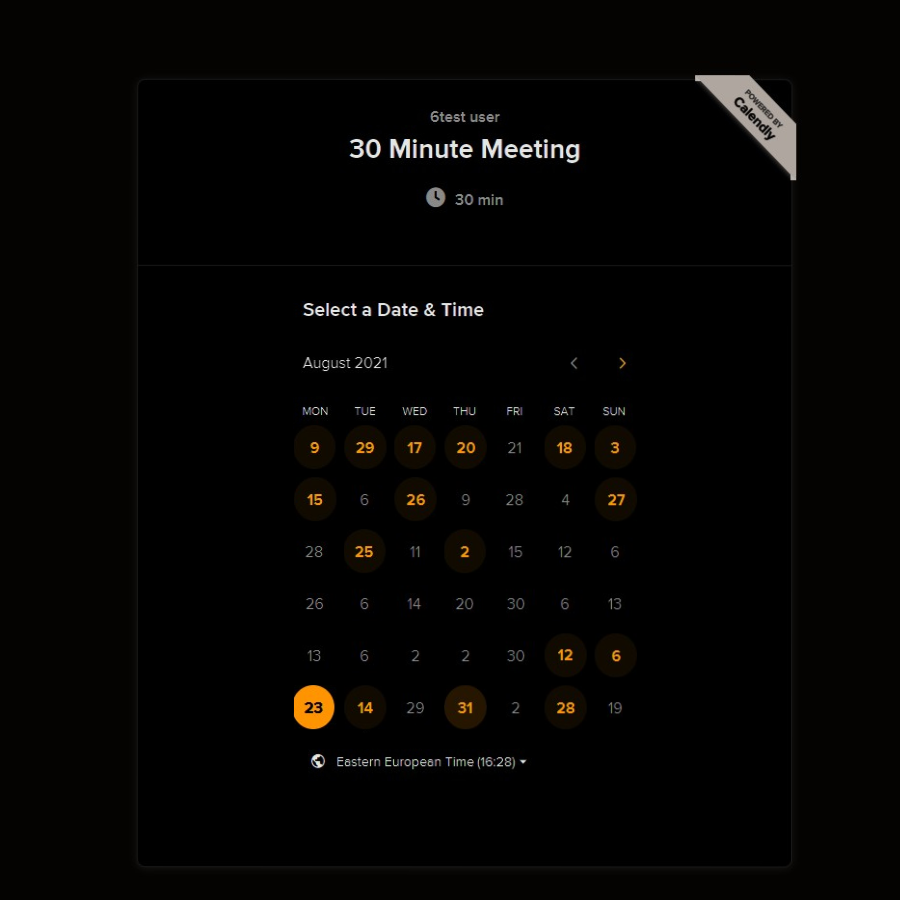 POWERED BY
Calendly
6test user
30 Minute Meeting
30 min
Select a Date & Time
August 2021
MON TUE WED THU FRI SAT SUN
9 29 17 20 21 18 3
15 6 26 9 28 4 27
28 25 11 2 15 12 6
26 6 14 20 30 6 13
13 6 2 2 30 12 6
23 14 29 31 2 28 19
Eastern European Time (16:28)